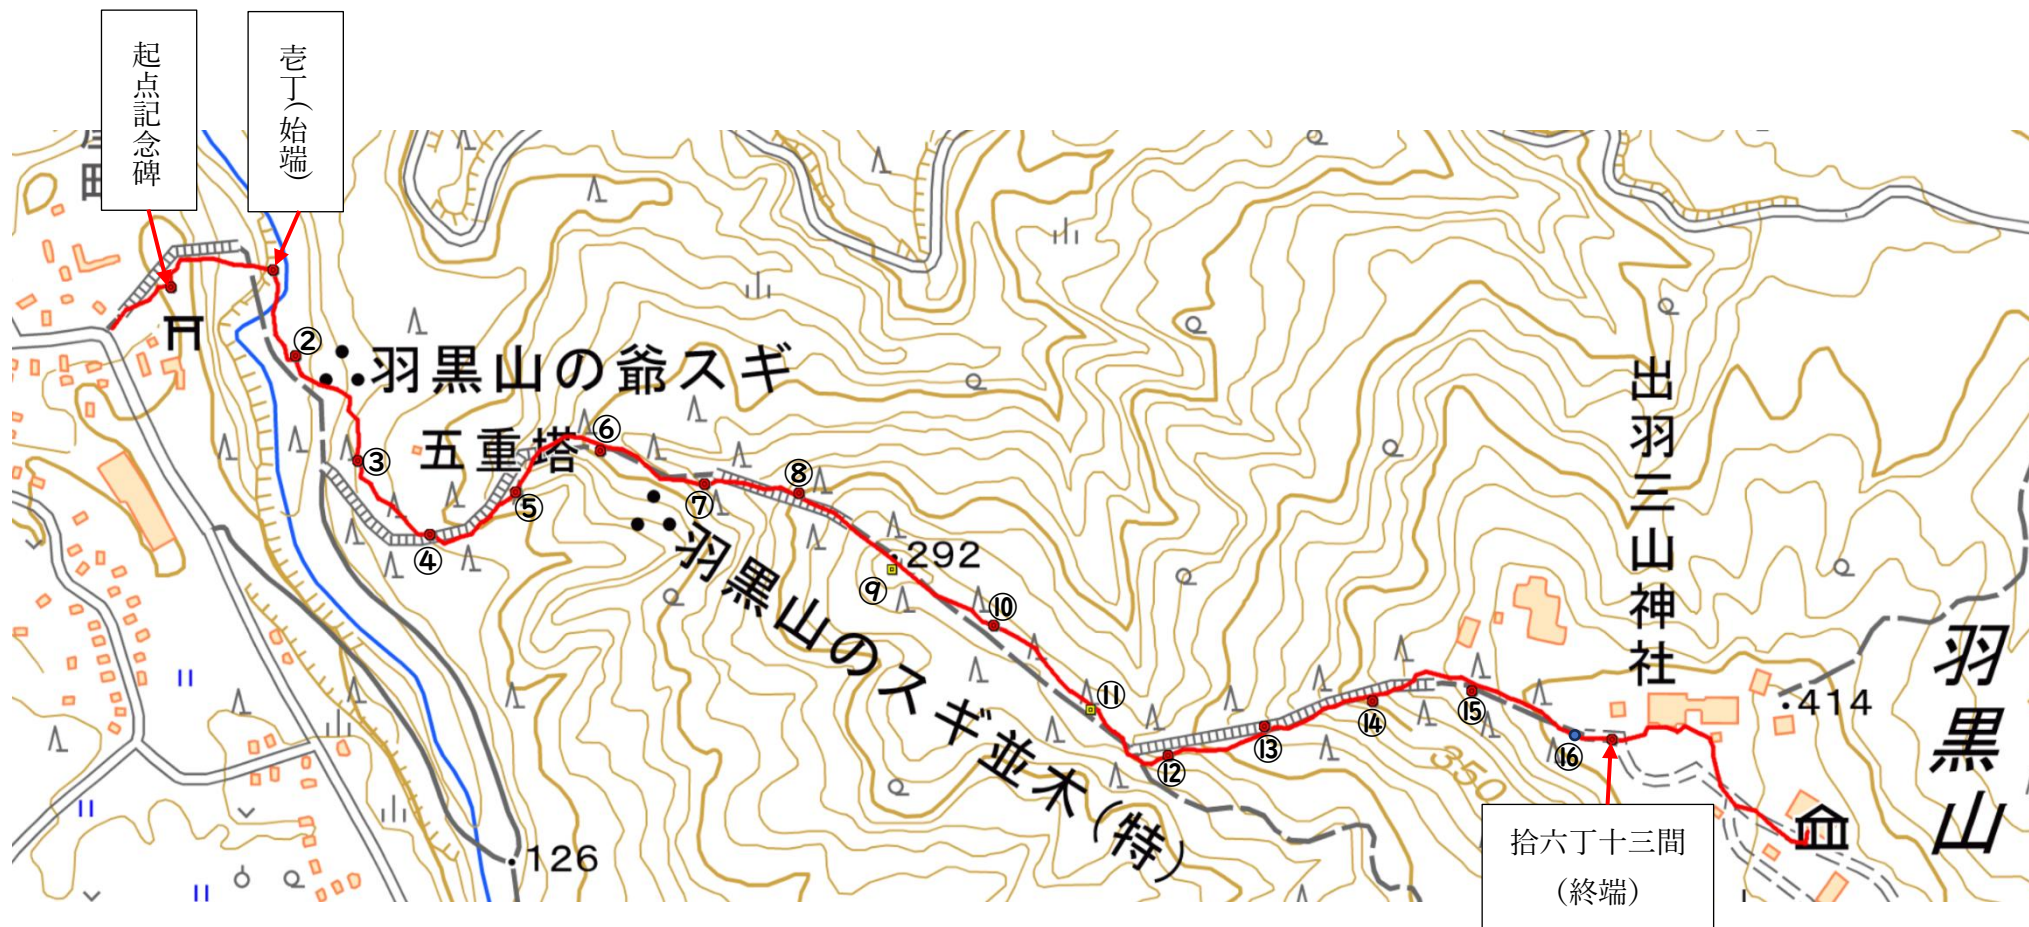 起点記念碑
壱丁(始端)
②
羽黒山の爺スギ
③
五重塔
④
⑤
⑥
⑦
⑧
羽黒山のスギ並木(特)
⑨
292
⑩
⑪
⑫
⑬
⑭
350
⑮
⑯
出羽三山神社
414
羽黒山
126
拾六丁十三間
(終端)